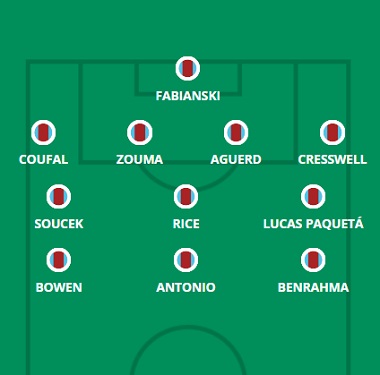 FABIANSKI
COUFAL ZOUMA AGUERD CRESSWELL
SOUCEK RICE LUCAS PAQUETÁ
BOWEN ANTONIO BENRAHMA